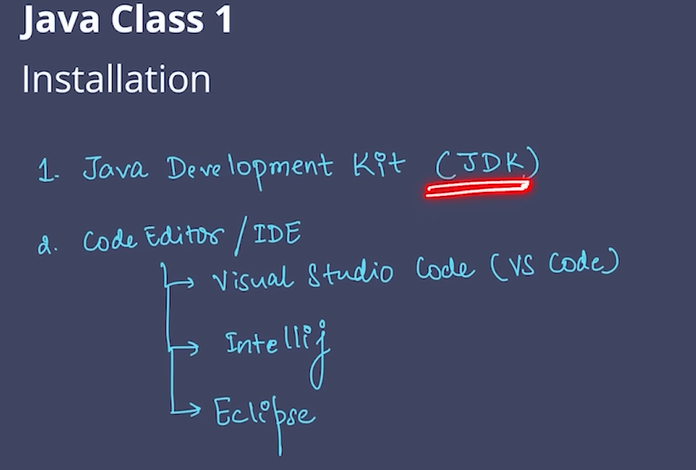 Java Class 1
Installation
1. Java Development Kit (JDK)
2. Code Editor / IDE
Visual Studio Code (VS Code)
Intellij
Eclipse